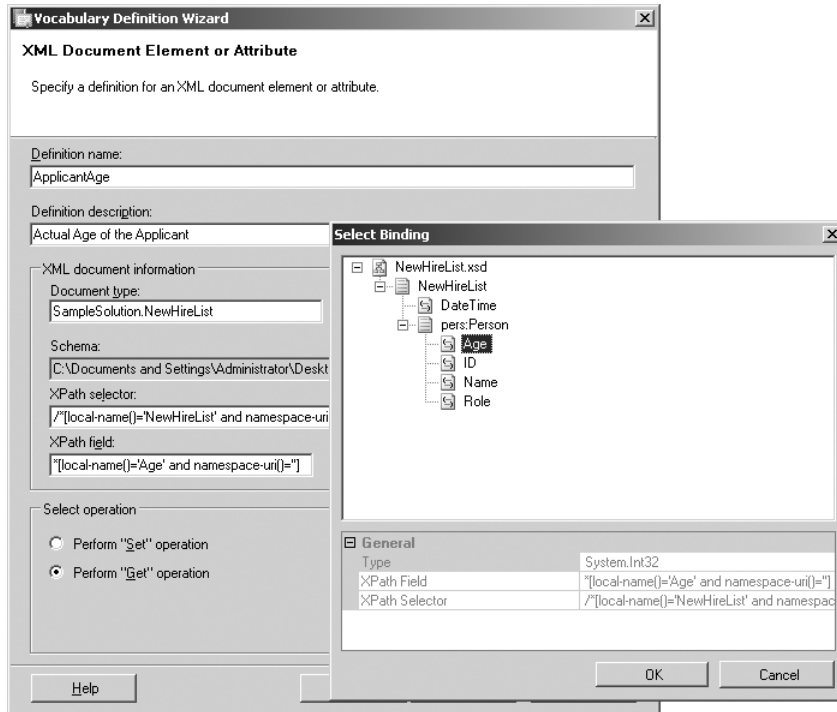 Vocabulary Definition Wizard
XML Document Element or Attribute
Specify a definition for an XML document element or attribute.
Definition name:
ApplicantAge
Definition description:
Actual Age of the Applicant
XML document information
Document type:
SampleSolution.NewHireList
Schema:
C:\Documents and Settings\Administrator\Deskt
XPath selector:
/*[local-name()='NewHireList' and namespace-uri
XPath field:
*[local-name()='Age' and namespace-uri()='']
Select operation
Perform "Set" operation
Perform "Get" operation
Help
Select Binding
NewHireList.xsd
NewHireList
DateTime
pers:Person
Age
ID
Name
Role
General
Type System.Int32
XPath Field *[local-name()='Age' and namespace-uri()='']
XPath Selector /*[local-name()='NewHireList' and namespac
OK Cancel